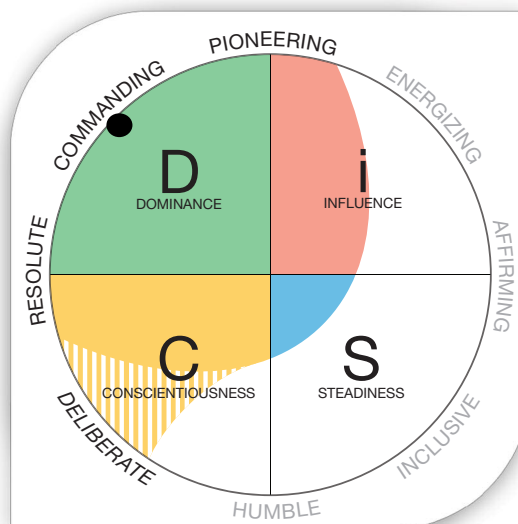 PIONEERING
COMMANDING
ENERGIZING
D
DOMINANCE
i
INFLUENCE
RESOLUTE
AFFIRMING
C
CONSCIENTIOUSNESS
S
STEADINESS
DELIBERATE
INCLUSIVE
HUMBLE